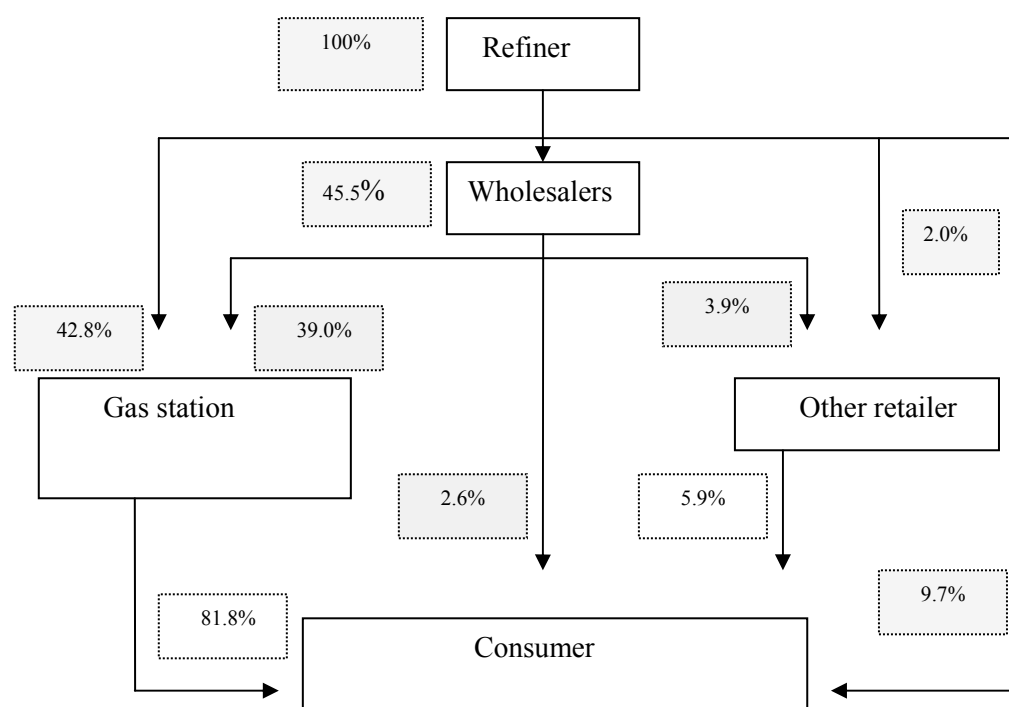 100%
Refiner
45.5%
Wholesalers
2.0%
42.8%
39.0%
3.9%
Gas station
Other retailer
2.6%
5.9%
81.8%
9.7%
Consumer